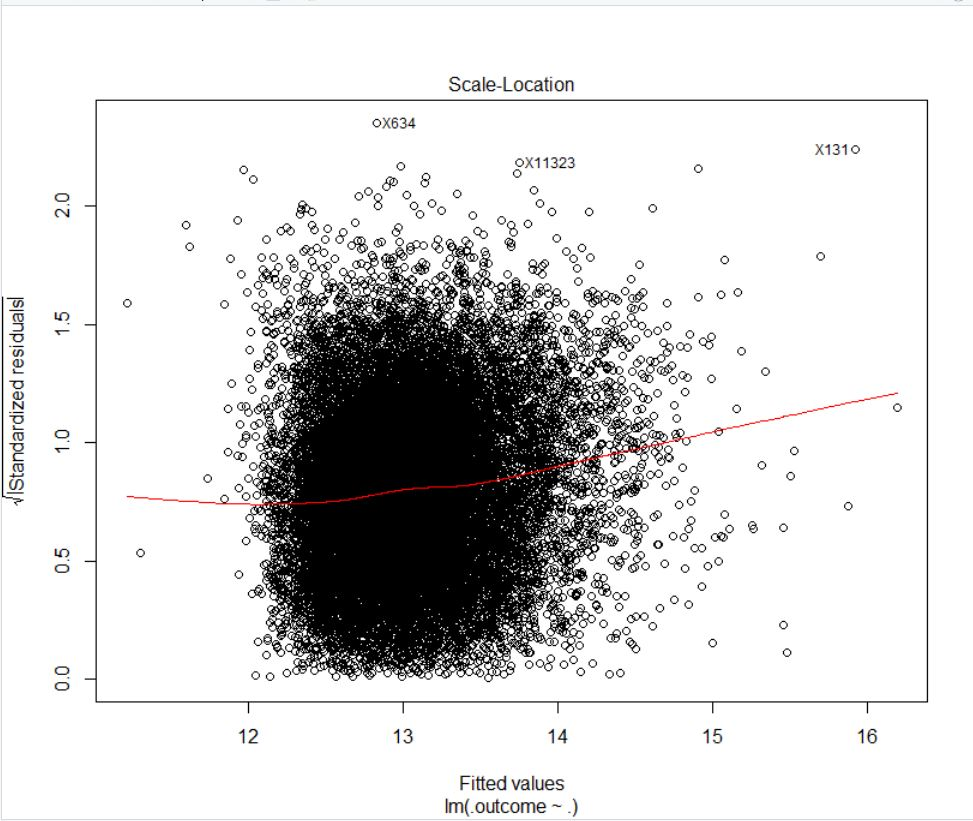 Scale-Location
X634
X131
X11323
2.0
1.5
1.0
0.5
0.0
√|Standardized residuals|
12 13 14 15 16
Fitted values
lm(.outcome ~ .)